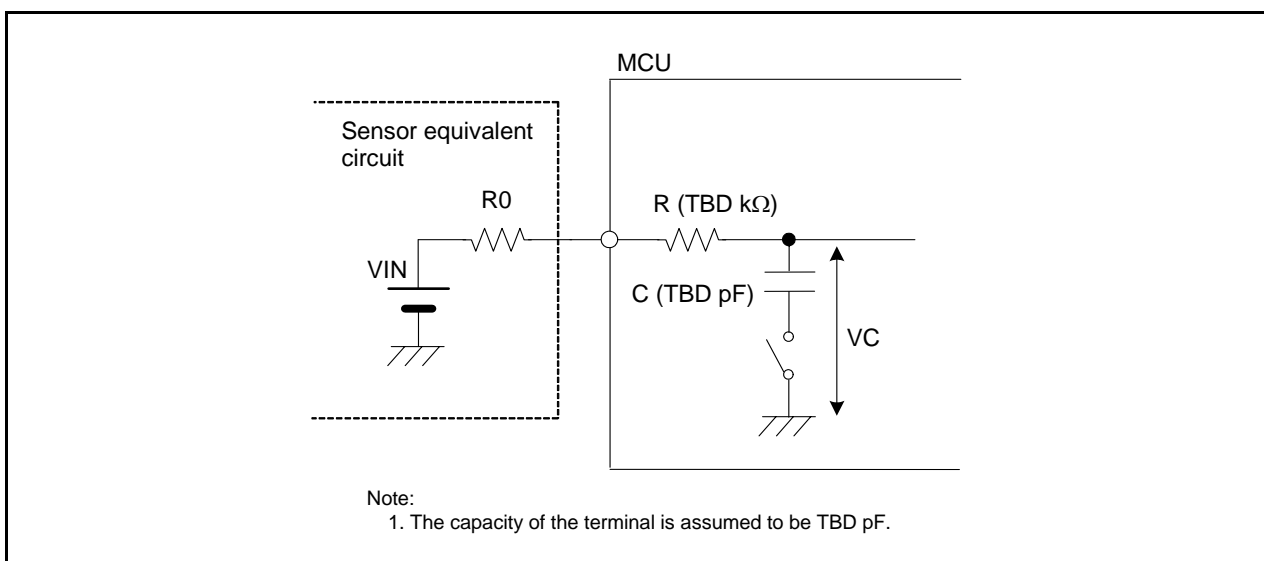 MCU
Sensor equivalent
circuit
R0
R (TBD kΩ)
VIN
C (TBD pF)
VC
Note:
1. The capacity of the terminal is assumed to be TBD pF.